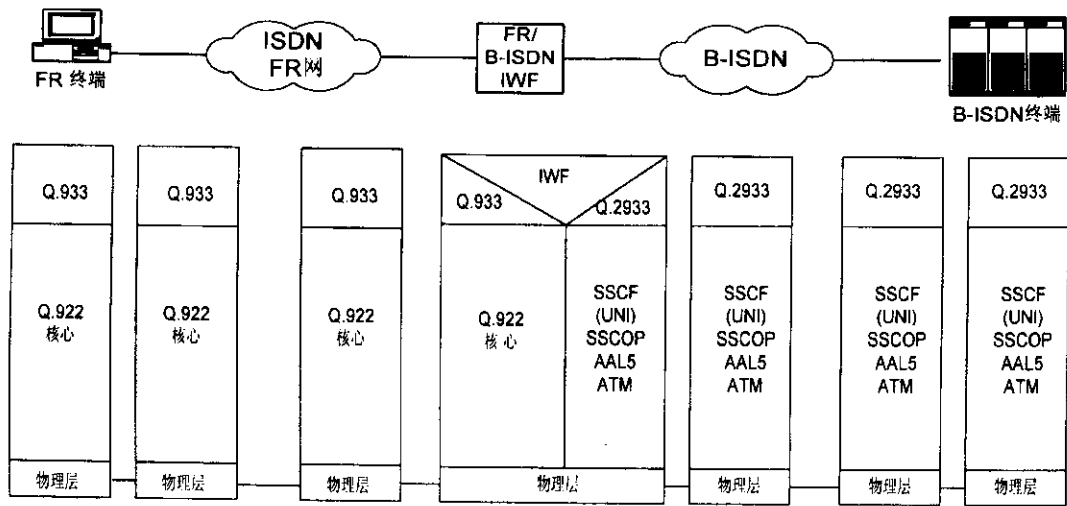 FR 终端
ISDN
FR网
FR/
B-ISDN
IWF
B-ISDN
B-ISDN终端
Q.933
Q.922
核心
物理层
Q.933
Q.922
核心
物理层
Q.933
Q.922
核心
物理层
IWF
Q.933
Q.2933
Q.922
核心
SSCF
(UNI)
SSCOP
AAL5
ATM
物理层
Q.2933
SSCF
(UNI)
SSCOP
AAL5
ATM
物理层
Q.2933
SSCF
(UNI)
SSCOP
AAL5
ATM
物理层
Q.2933
SSCF
(UNI)
SSCOP
AAL5
ATM
物理层